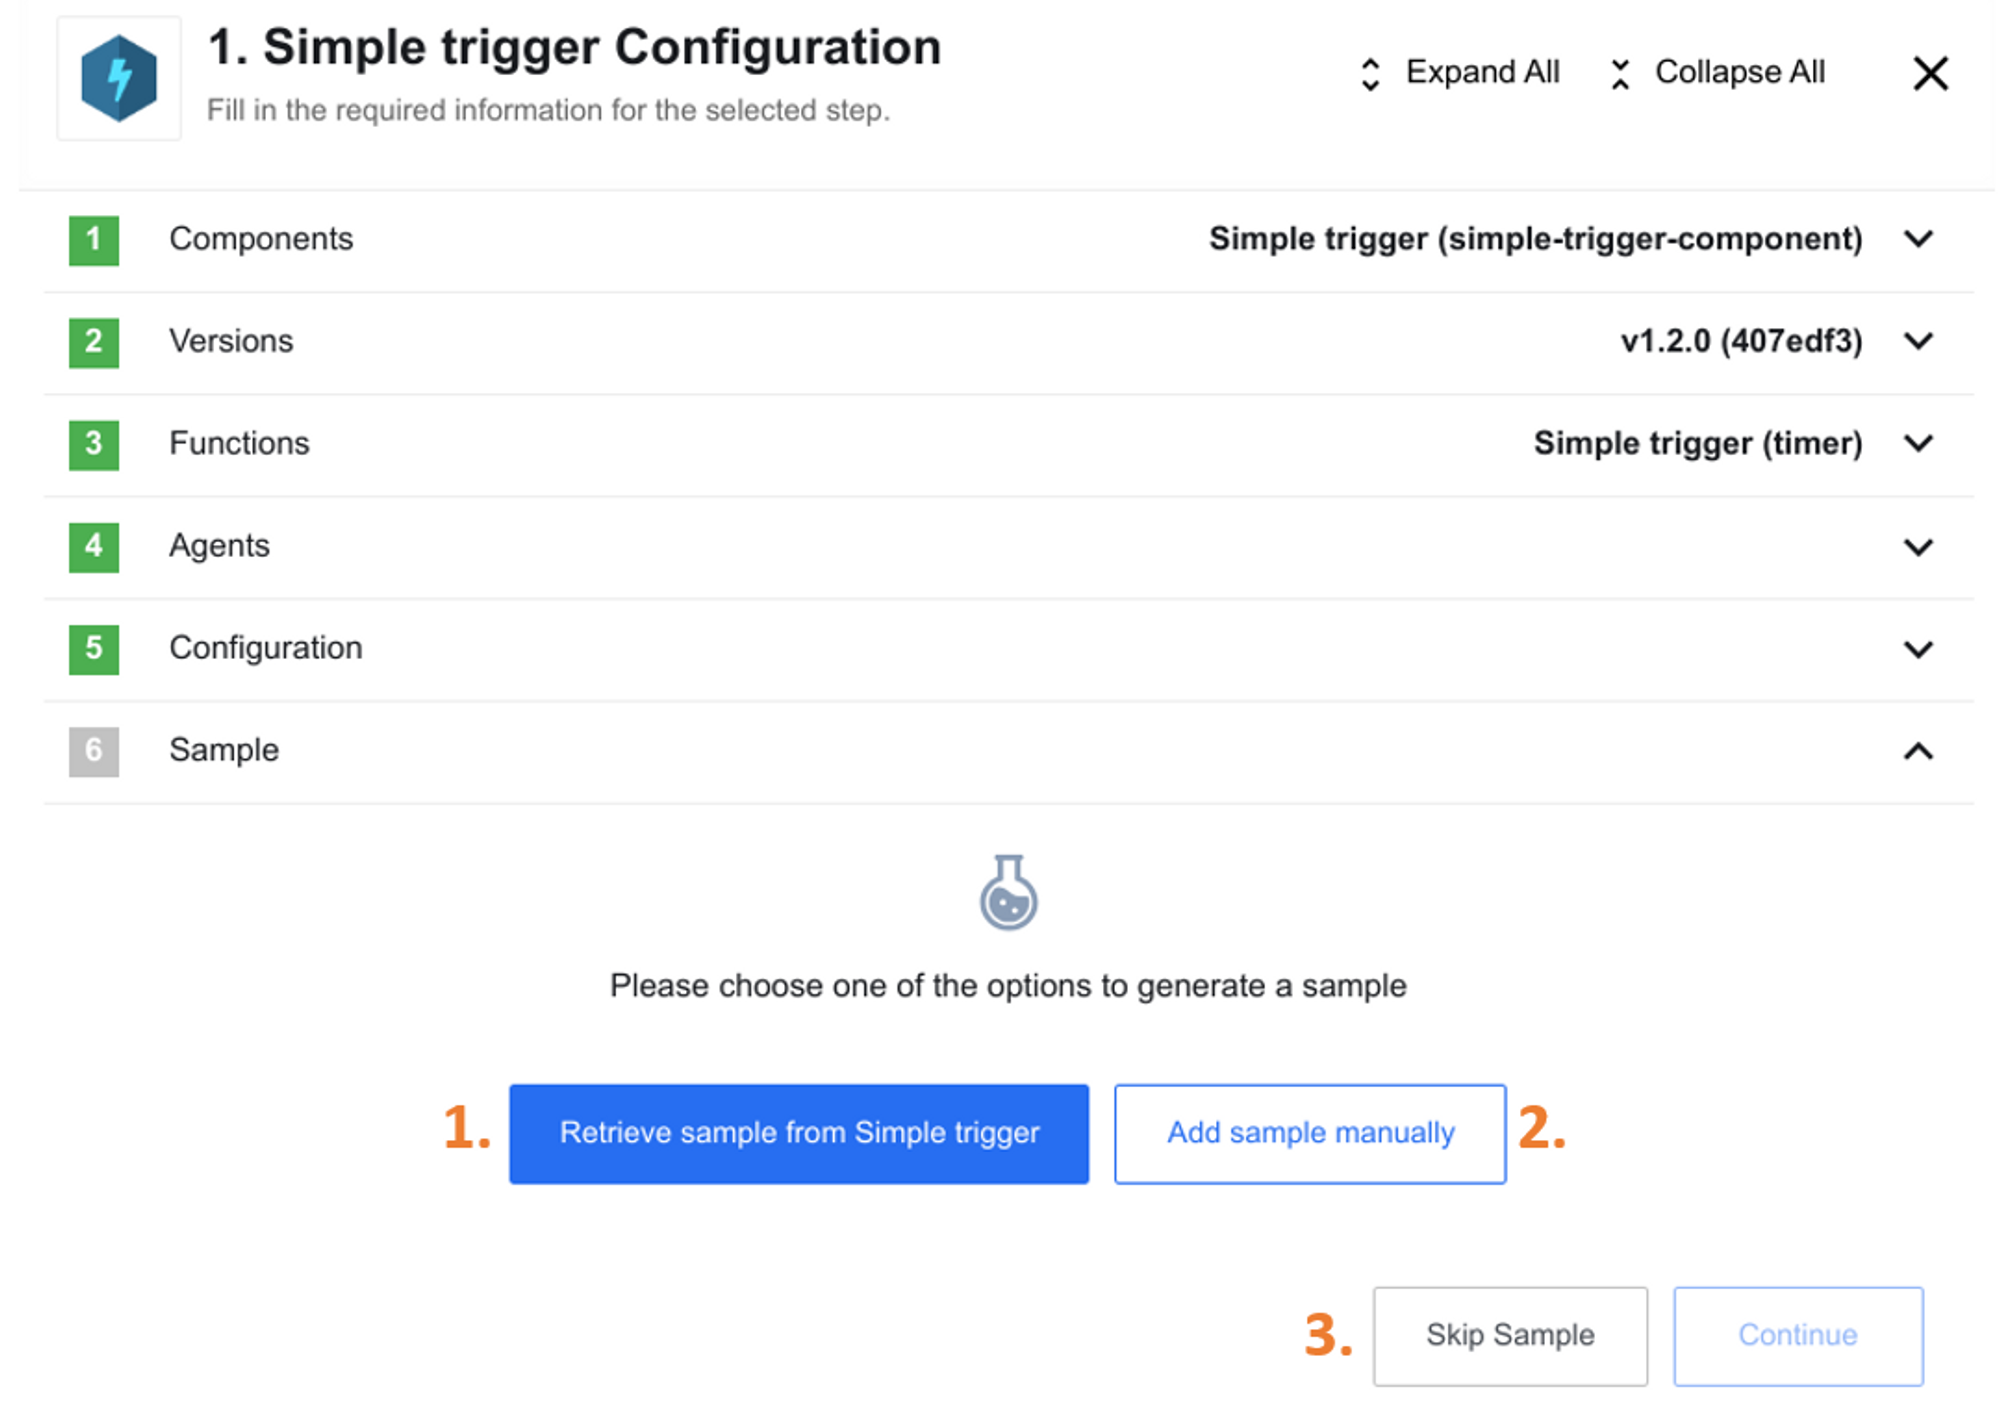 1. Simple trigger Configuration
Fill in the required information for the selected step.
Expand All
Collapse All
1 Components Simple trigger (simple-trigger-component)
2 Versions v1.2.0 (407edf3)
3 Functions Simple trigger (timer)
4 Agents
5 Configuration
6 Sample
Please choose one of the options to generate a sample
1. Retrieve sample from Simple trigger Add sample manually 2.
3. Skip Sample Continue